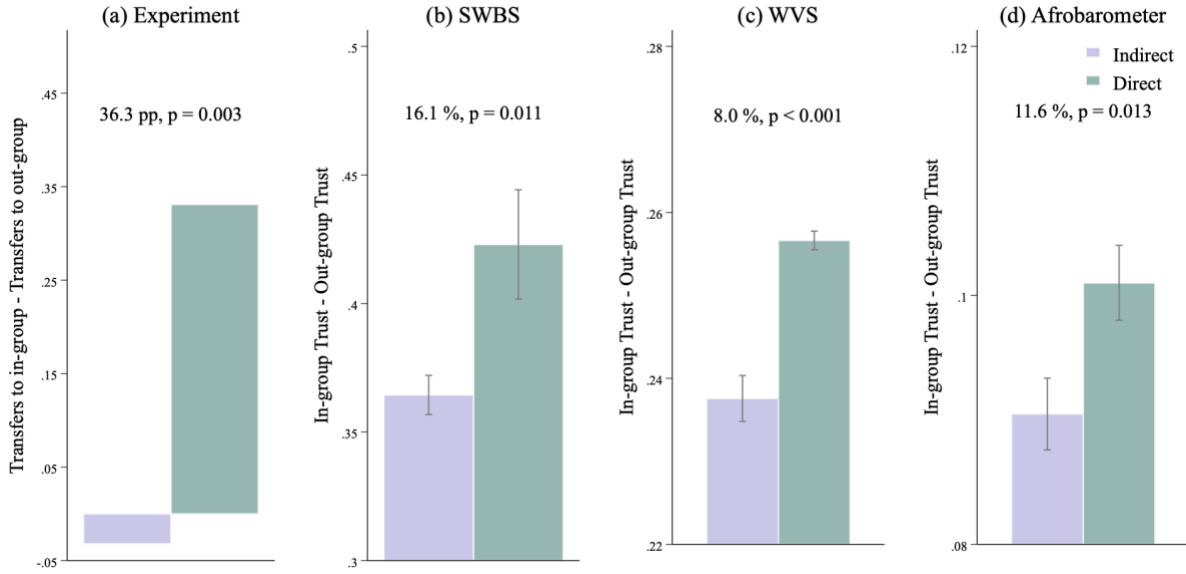 (a) Experiment
Transfers to in-group - Transfers to out-group
.45
.35
.25
.15
.05
-.05
36.3 pp, p = 0.003
(b) SWBS
In-group Trust - Out-group Trust
.5
.45
.4
.35
.3
16.1 %, p = 0.011
(c) WVS
In-group Trust - Out-group Trust
.28
.26
.24
.22
8.0 %, p < 0.001
(d) Afrobarometer
In-group Trust - Out-group Trust
.12
.1
.08
Indirect
Direct
11.6 %, p = 0.013